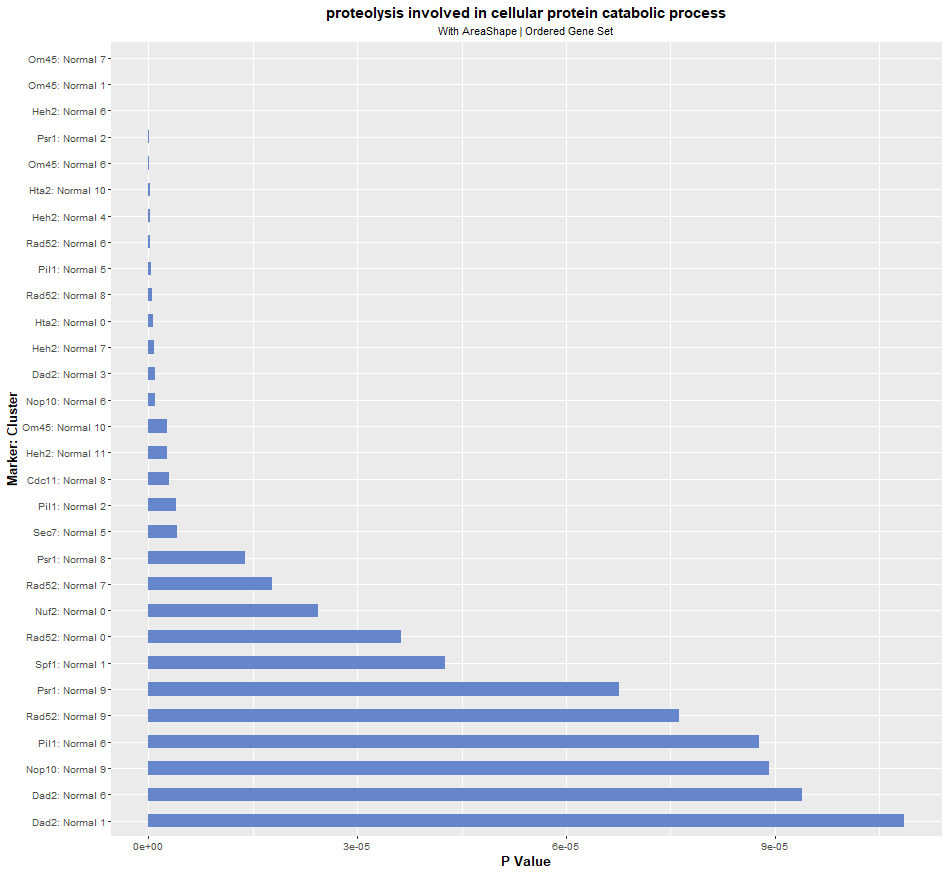 proteolysis involved in cellular protein catabolic process
With AreaShape | Ordered Gene Set
Om45: Normal 7
Om45: Normal 1
Heh2: Normal 6
Psr1: Normal 2
Om45: Normal 6
Hta2: Normal 10
Heh2: Normal 4
Rad52: Normal 6
Pil1: Normal 5
Rad52: Normal 8
Hta2: Normal 0
Heh2: Normal 7
Dad2: Normal 3
Nop10: Normal 6
Om45: Normal 10
Heh2: Normal 11
Cdc11: Normal 8
Pil1: Normal 2
Sec7: Normal 5
Psr1: Normal 8
Rad52: Normal 7
Nuf2: Normal 0
Rad52: Normal 0
Spf1: Normal 1
Psr1: Normal 9
Rad52: Normal 9
Pil1: Normal 6
Nop10: Normal 9
Dad2: Normal 6
Dad2: Normal 1
Marker: Cluster
0e+00 3e-05 6e-05 9e-05
P Value